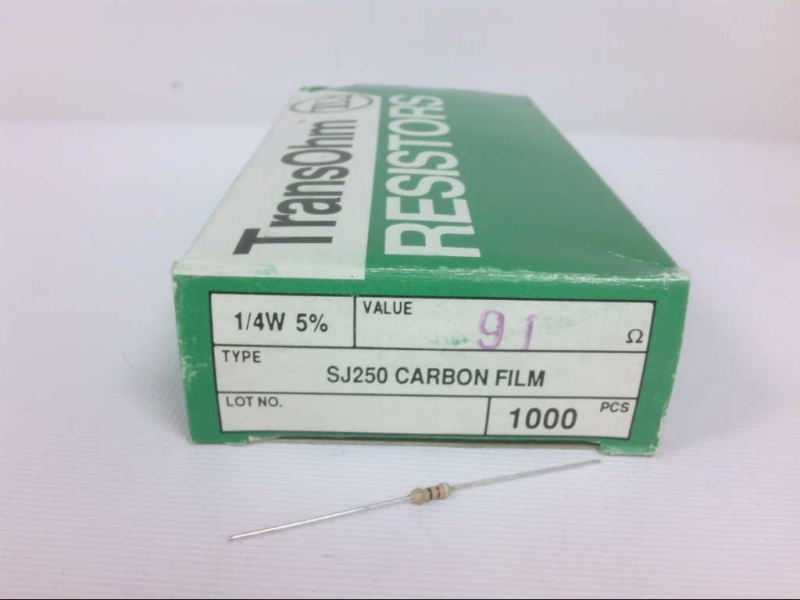 TransOhm
RESISTORS
1/4W 5%
VALUE
91 Ω
TYPE
SJ250 CARBON FILM
LOT NO.
1000 PCS